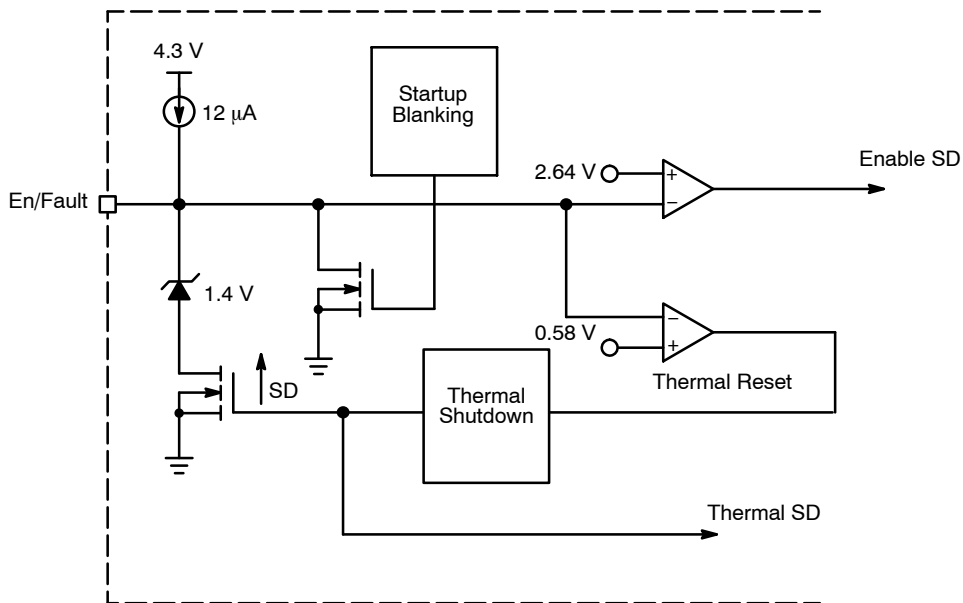 4.3 V
12 μA
Startup
Blanking
2.64 V
+
−
Enable SD
En/Fault
1.4 V
−
0.58 V
+
Thermal Reset
SD
Thermal
Shutdown
Thermal SD